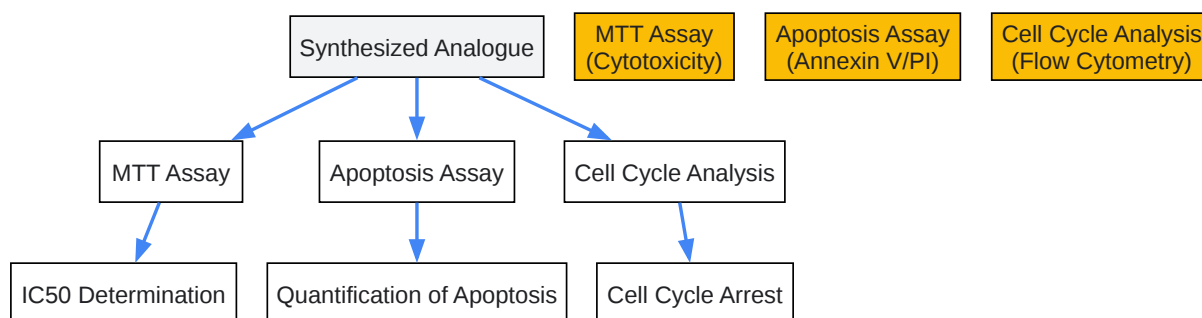 Synthesized Analogue
MTT Assay
(Cytotoxicity)
Apoptosis Assay
(Annexin V/PI)
Cell Cycle Analysis
(Flow Cytometry)
MTT Assay
Apoptosis Assay
Cell Cycle Analysis
IC50 Determination
Quantification of Apoptosis
Cell Cycle Arrest